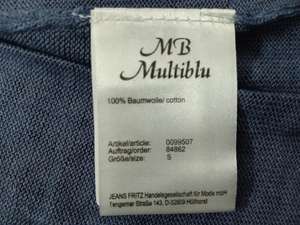 MB
Multiblu
100% Baumwolle/ cotton
Artikel/article: 0099507
Auftrag/order: 84862
Größe/size: S
JEANS FRITZ Handelsgesellschaft für Mode mbH
Tengerner Straße 143, D-32609 Hüllhorst